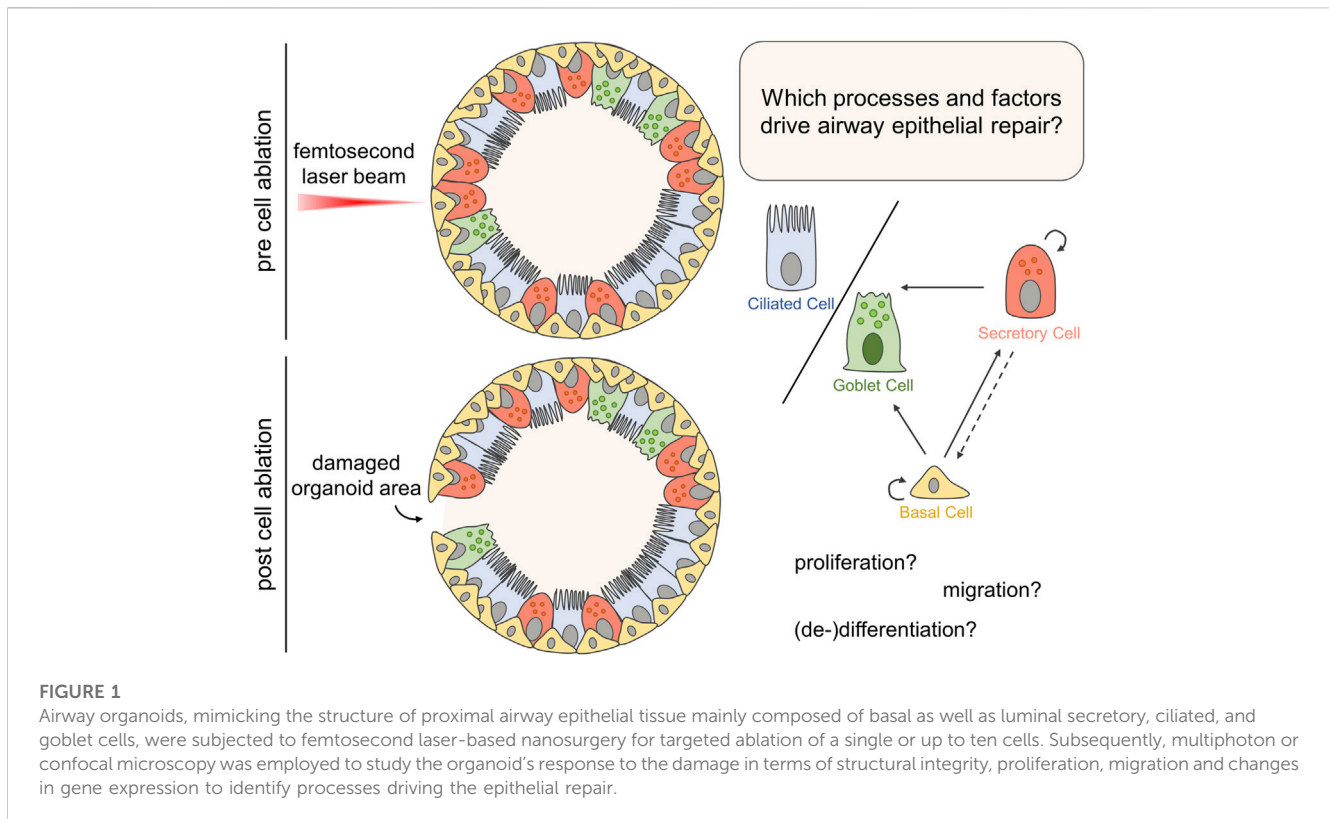 pre cell ablation
femtosecond
laser beam
Which processes and factors
drive airway epithelial repair?
Ciliated Cell
Goblet Cell
Secretory Cell
Basal Cell
post cell ablation
damaged
organoid area
proliferation?
migration?
(de-)differentiation?
FIGURE 1
Airway organoids, mimicking the structure of proximal airway epithelial tissue mainly composed of basal as well as luminal secretory, ciliated, and
goblet cells, were subjected to femtosecond laser-based nanosurgery for targeted ablation of a single or up to ten cells. Subsequently, multiphoton or
confocal microscopy was employed to study the organoid's response to the damage in terms of structural integrity, proliferation, migration and changes
in gene expression to identify processes driving the epithelial repair.